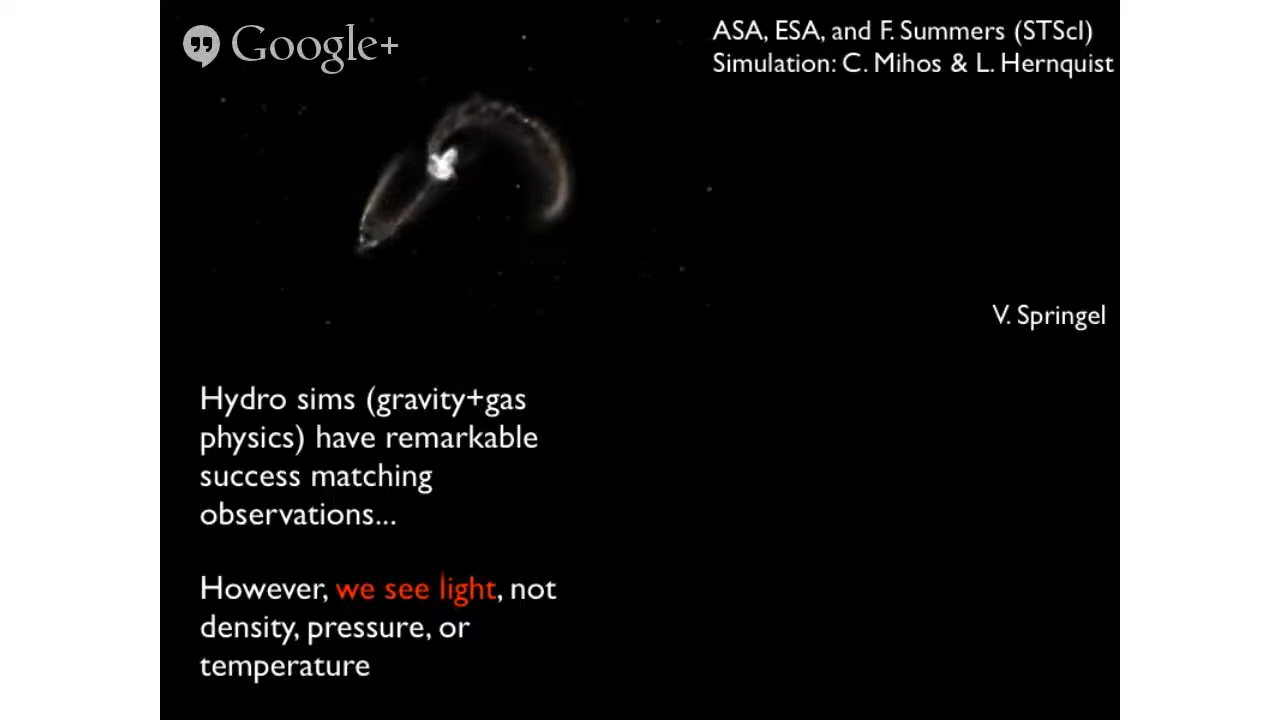 Google+
ASA, ESA, and F. Summers (STScI)
Simulation: C. Mihos & L. Hernquist
V. Springel
Hydro sims (gravity+gas
physics) have remarkable
success matching
observations...
However, we see light, not
density, pressure, or
temperature